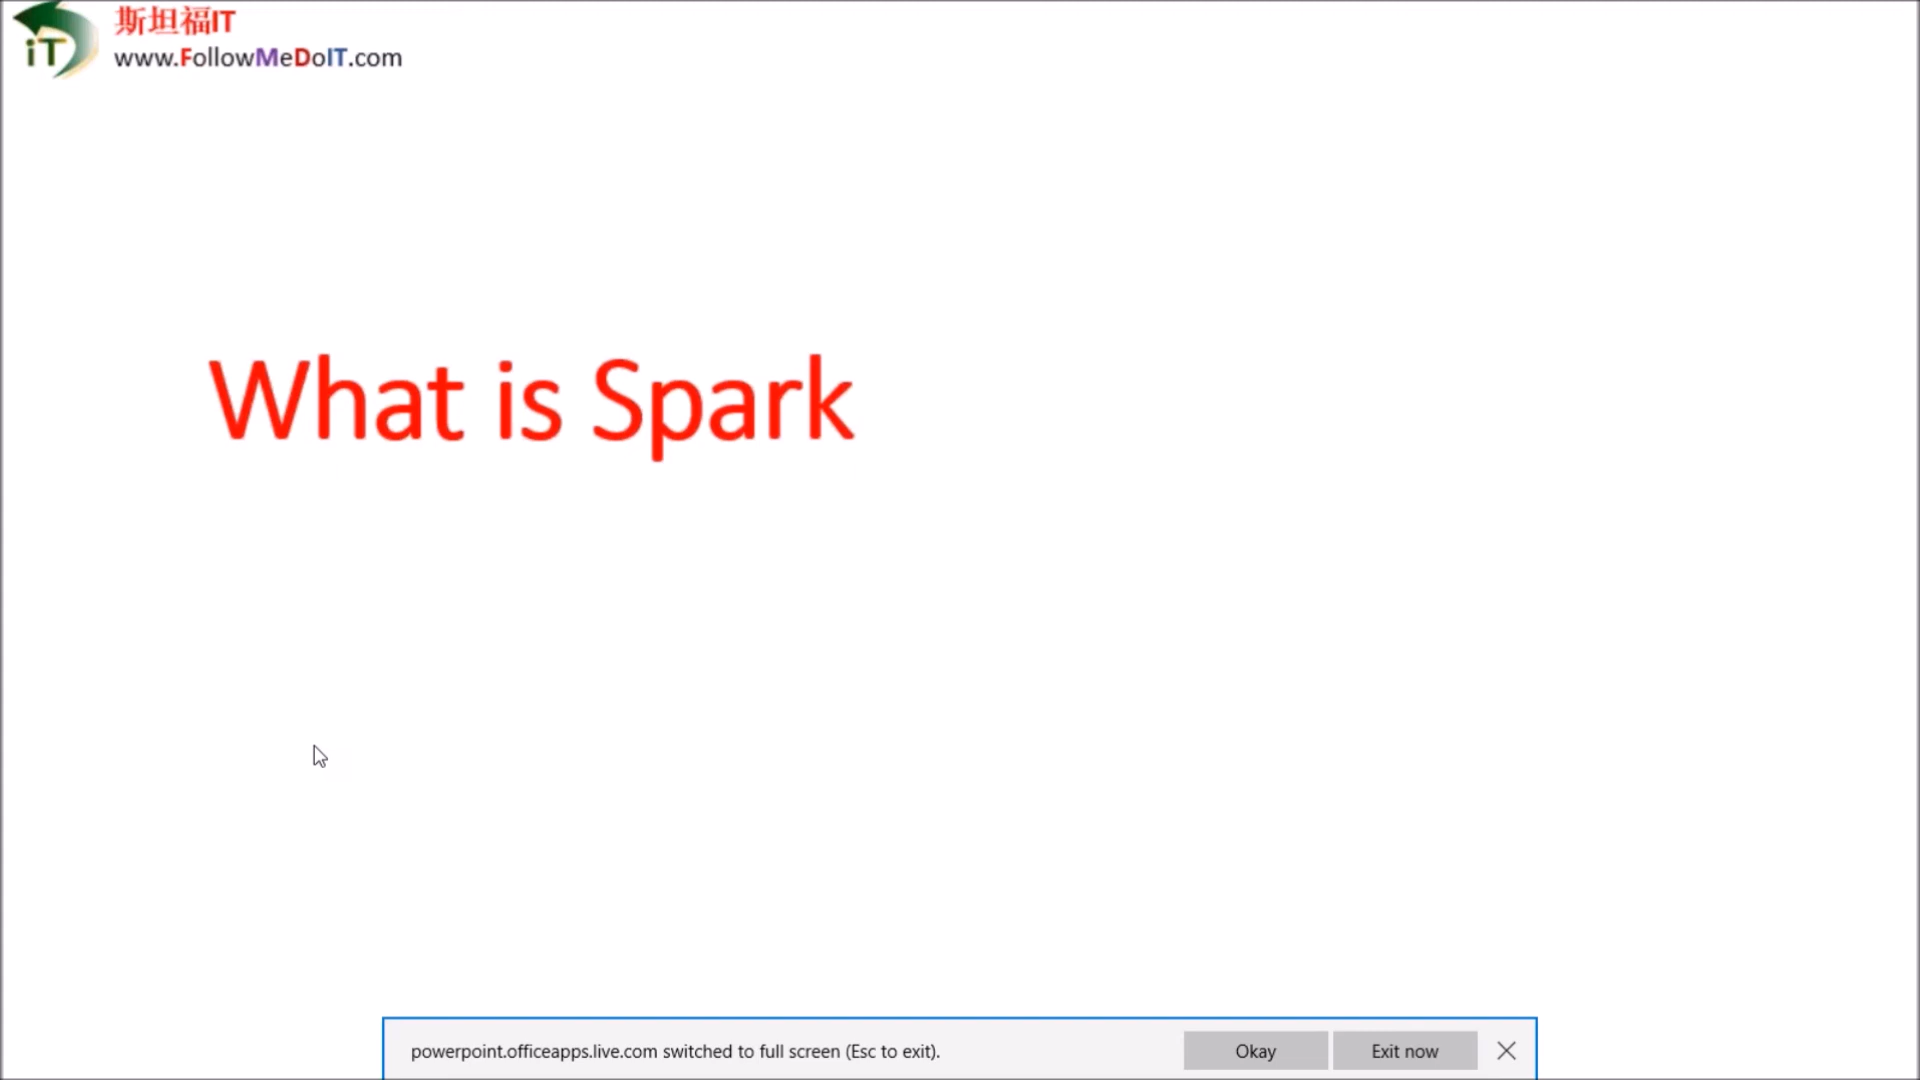 斯坦福IT
www.FollowMeDoIT.com
iT
What is Spark
powerpoint.officeapps.live.com switched to full screen (Esc to exit).
Okay
Exit now